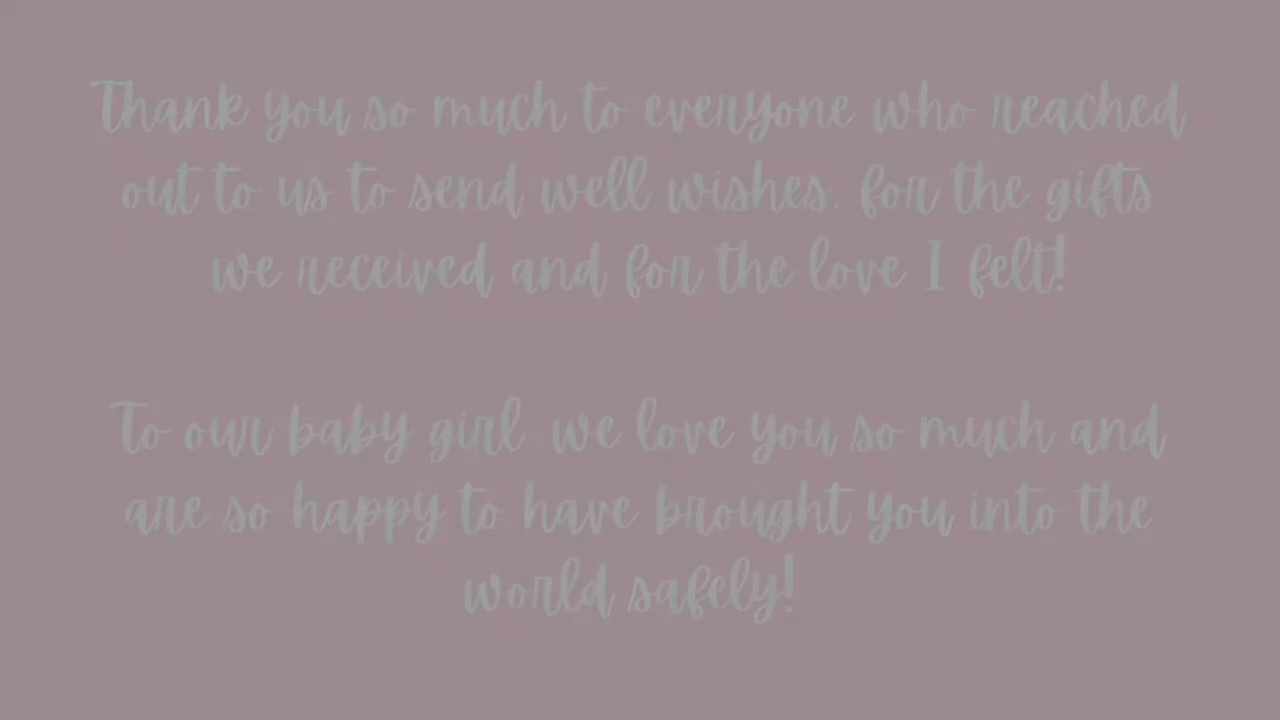 Thank you so much to everyone who reached
out to us to send well wishes, for the gifts
we received and for the love I felt!
To our baby girl we love you so much and
are so happy to have brought you into the
world safely!